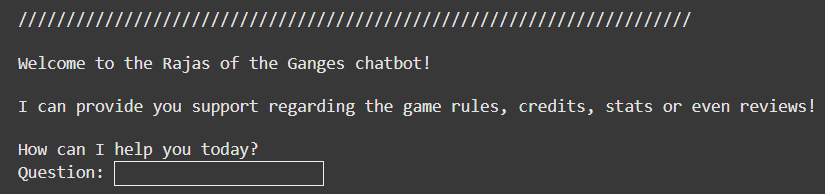 //////////////////////////////////////////////////////////////////////
Welcome to the Rajas of the Ganges chatbot!
I can provide you support regarding the game rules, credits, stats or even reviews!
How can I help you today?
Question: